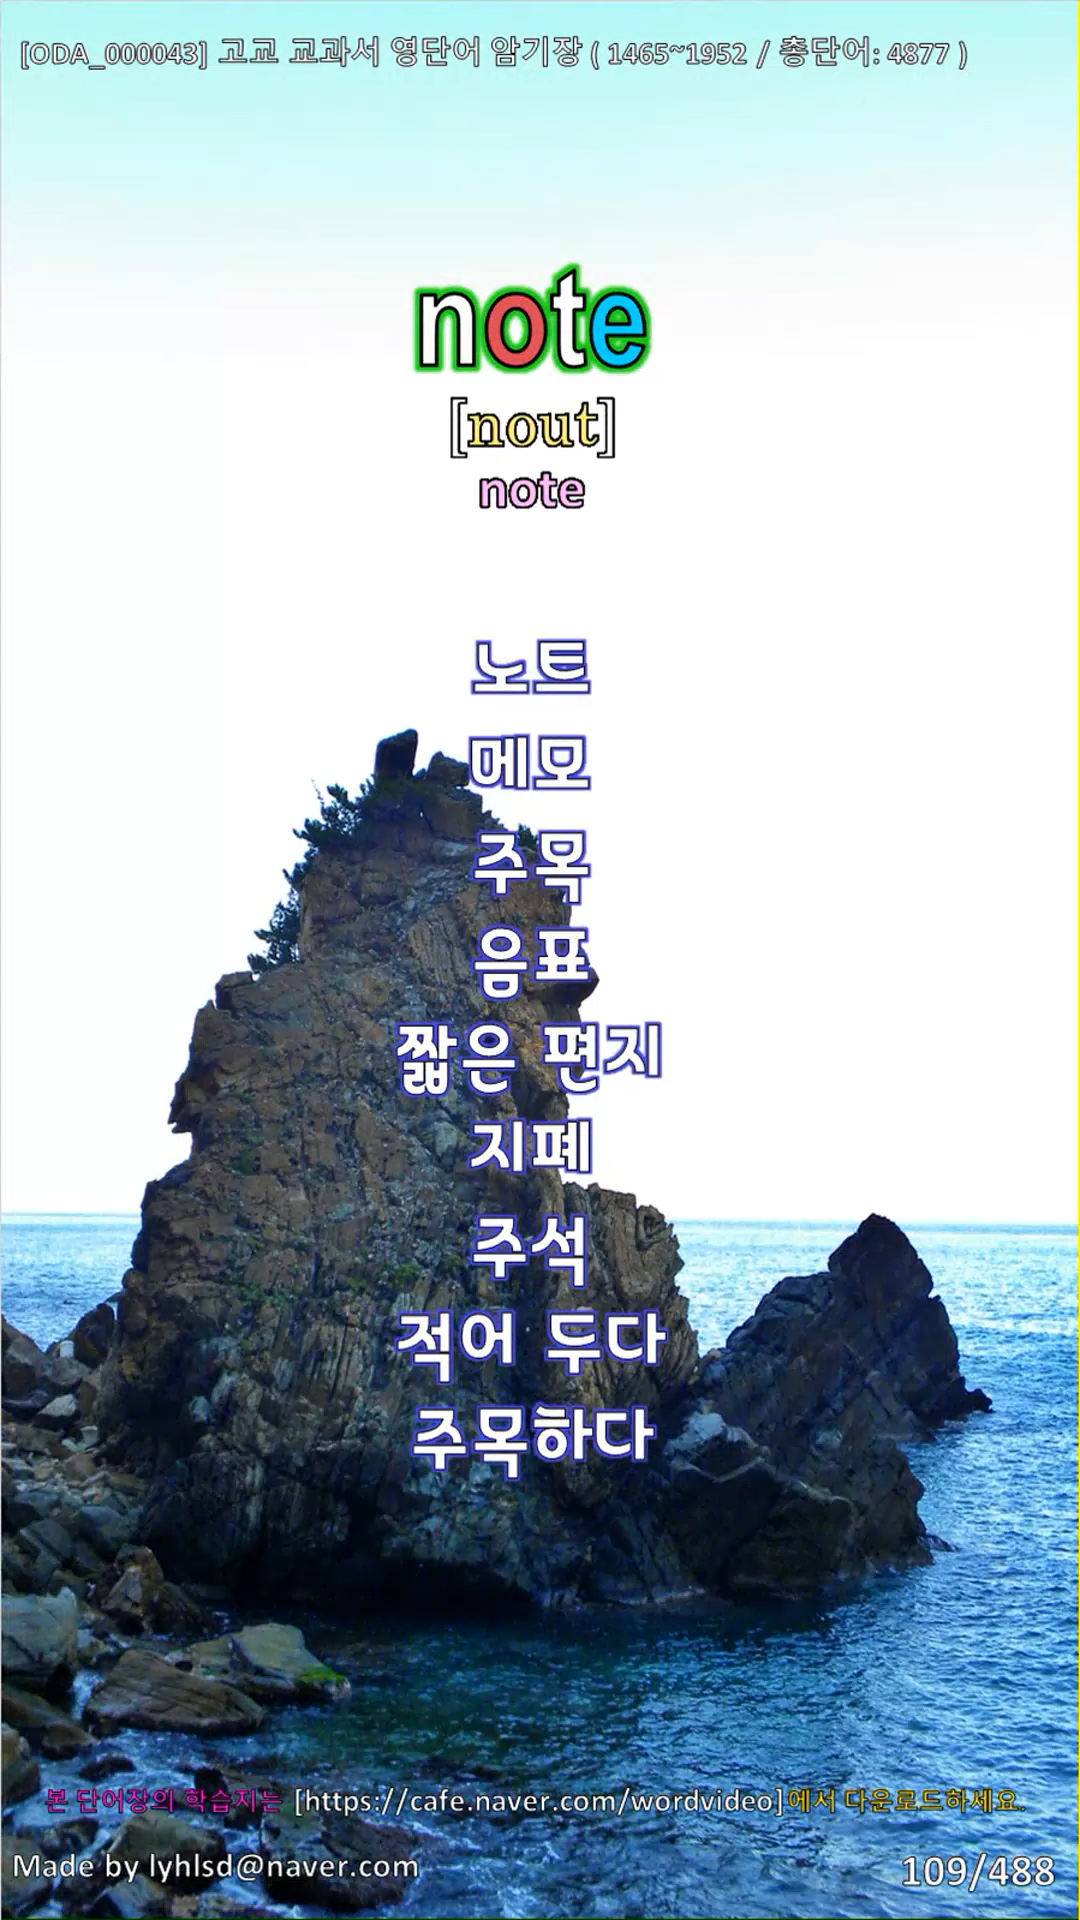 [ODA_000043] 고교 교과서 영단어 암기장 ( 1465~1952 / 총단어: 4877 )
note
[nout]
note
노트
메모
주목
음표
짧은 편지
지폐
주석
적어 두다
주목하다
본 단어장의 학습지는 [https://cafe.naver.com/wordvideo]에서 다운로드하세요.
Made by lyhlsd@naver.com
109/488